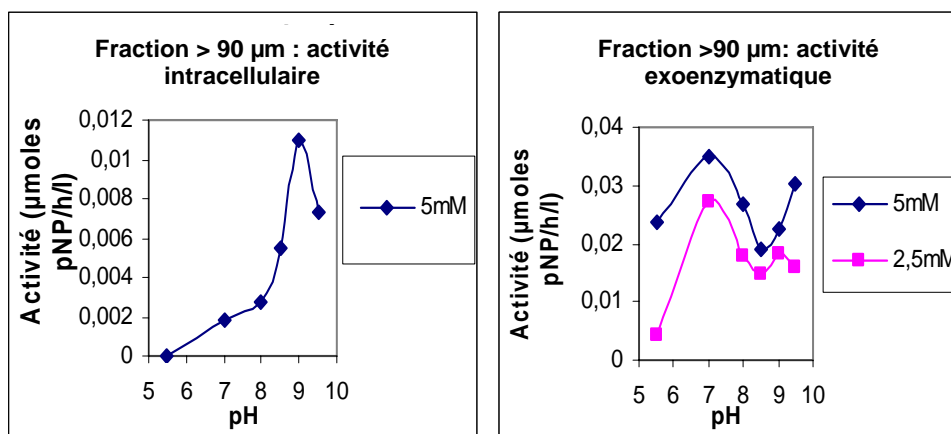 Fraction > 90 µm : activité
intracellulaire
Activité (µmoles
pNP/h/l)
0,012
0,01
0,008
0,006
0,004
0,002
0
5 6 7 8 9 10
pH
5mM
Fraction >90 µm: activité
exoenzymatique
Activité (µmoles
pNP/h/l)
0,04
0,03
0,02
0,01
0
5 6 7 8 9 10
pH
5mM
2,5mM